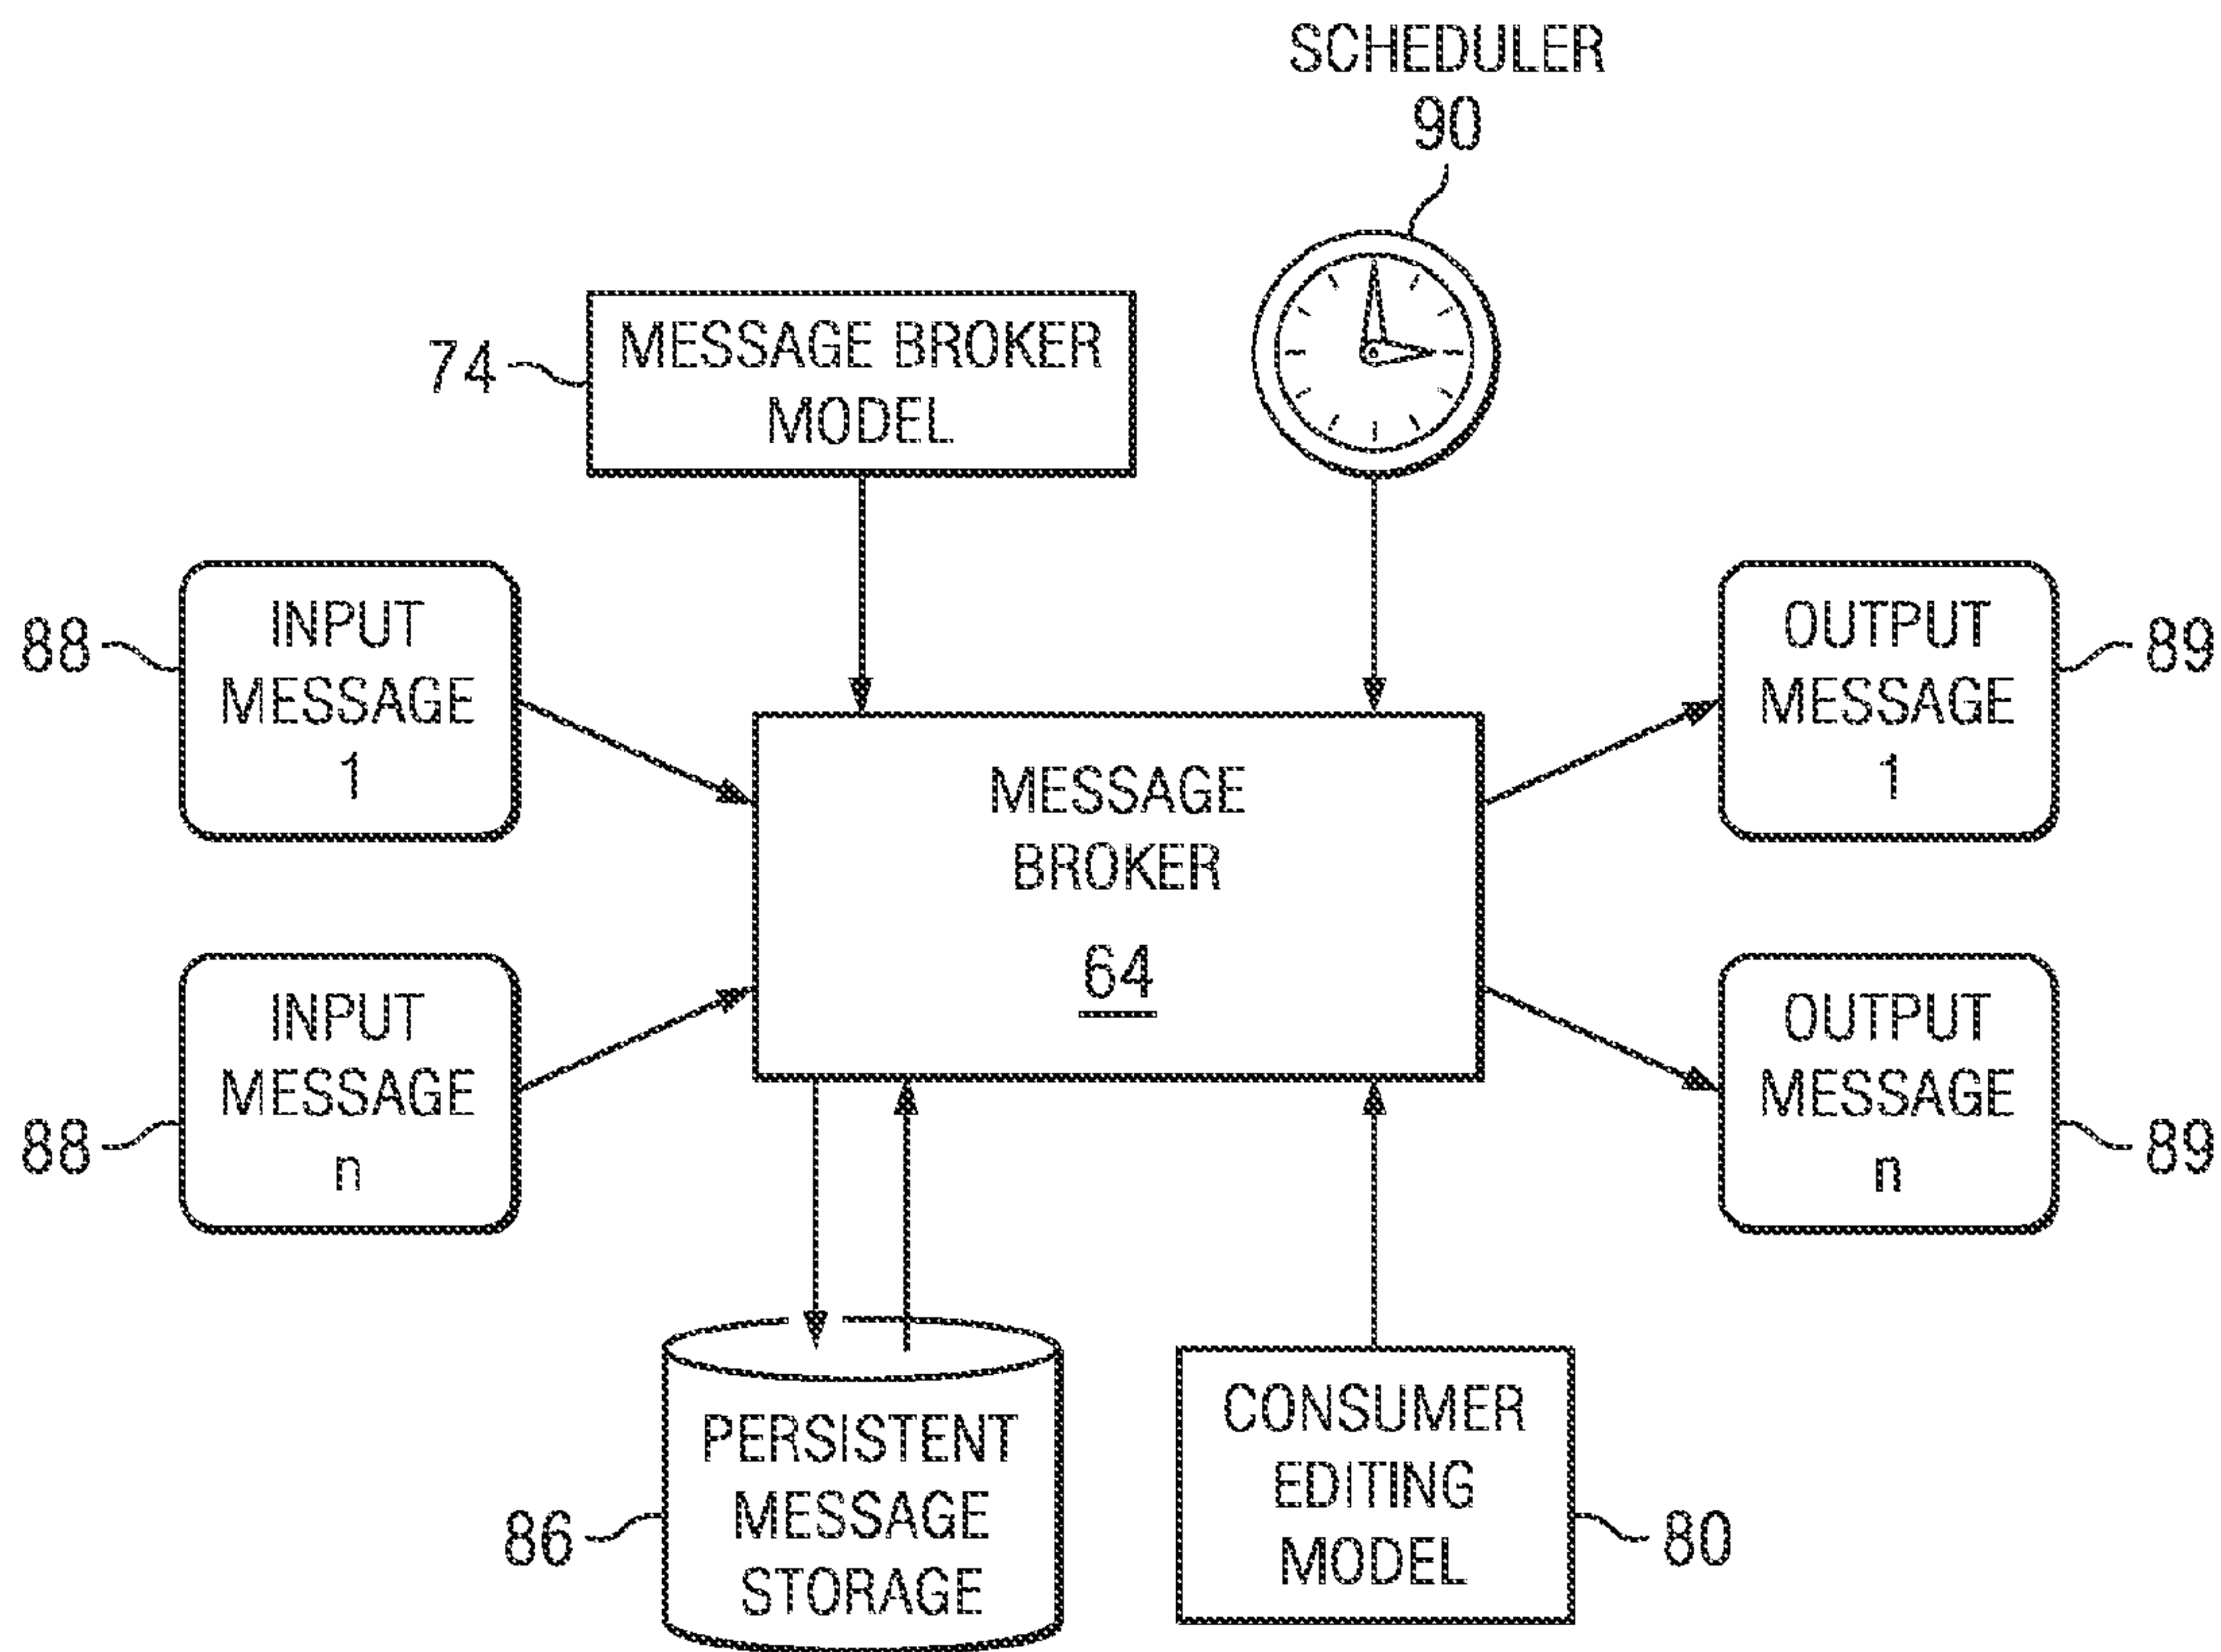 SCHEDULER
90
74
MESSAGE BROKER
MODEL
88
INPUT
MESSAGE
1
OUTPUT
MESSAGE
1
89
MESSAGE
BROKER
64
88
INPUT
MESSAGE
n
OUTPUT
MESSAGE
n
89
86
PERSISTENT
MESSAGE
STORAGE
CONSUMER
EDITING
MODEL
80